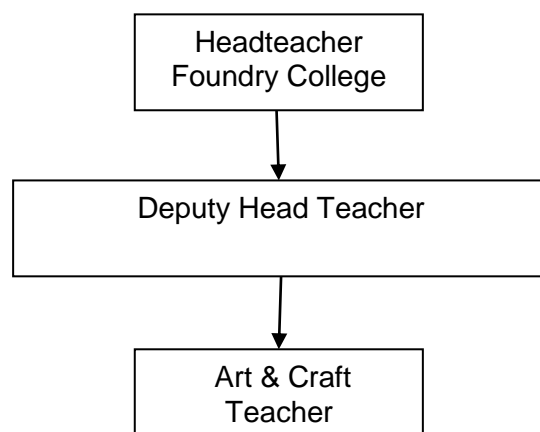 Headteacher
Foundry College
Deputy Head Teacher
Art & Craft
Teacher